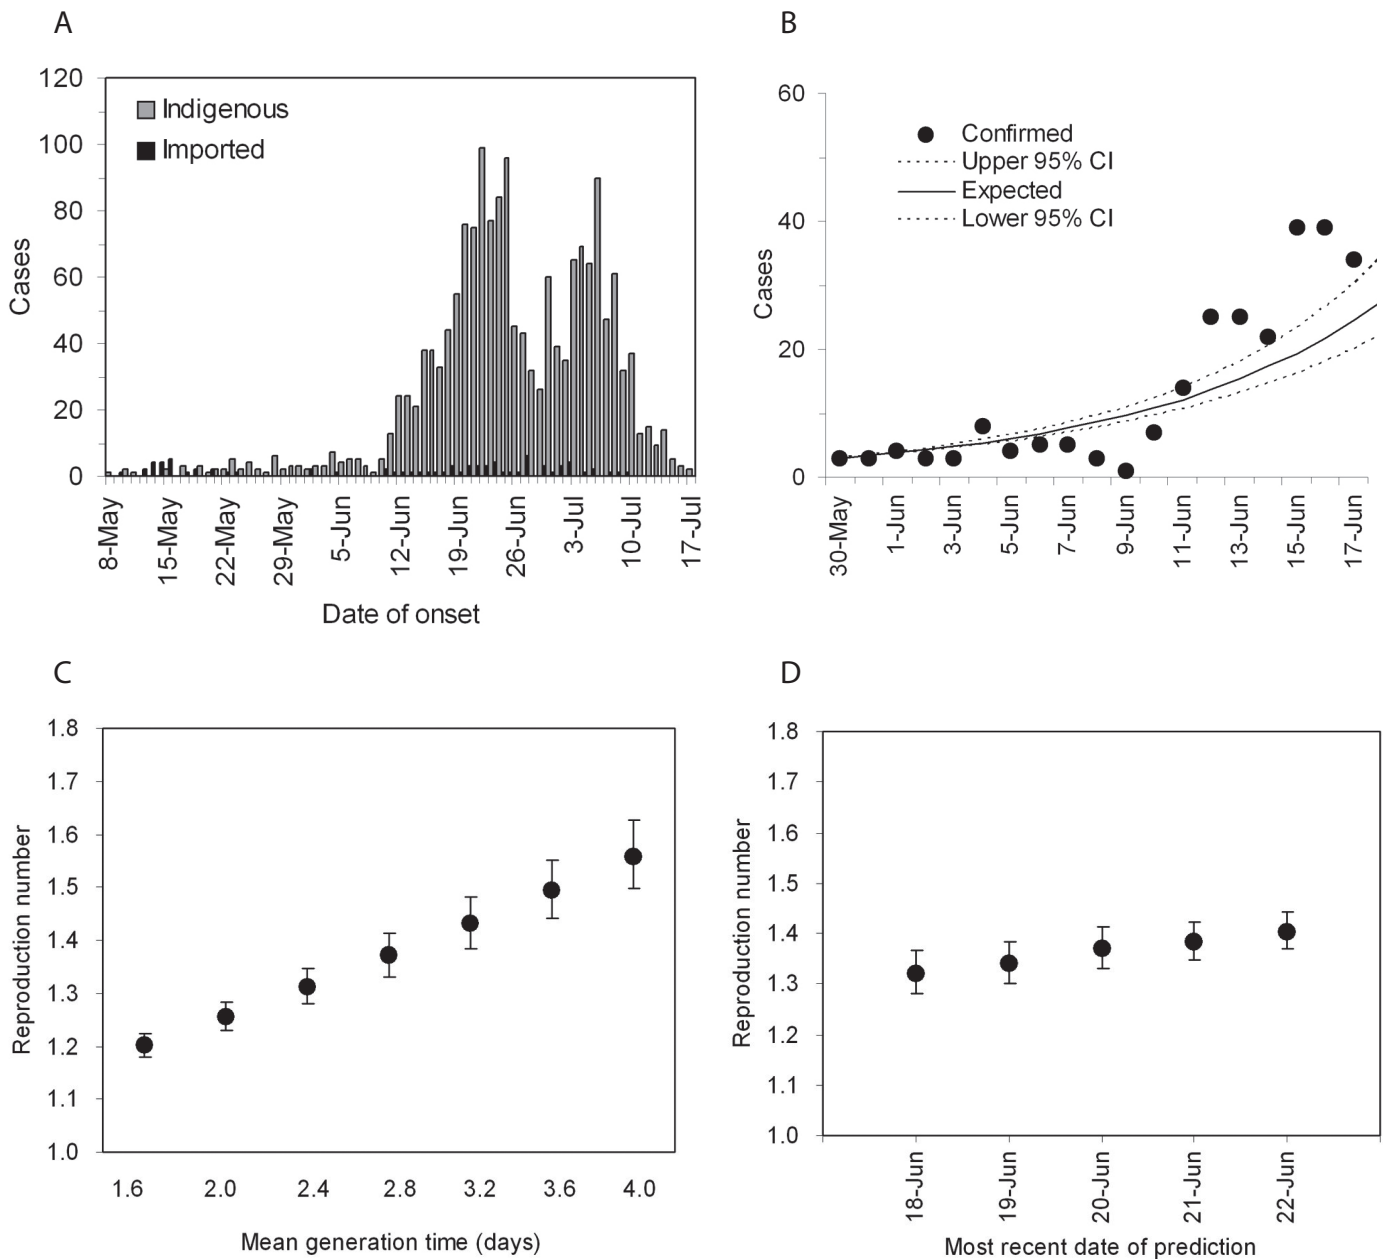 A
120
100
80
60
40
20
0
Cases
Indigenous
Imported
8-May
15-May
22-May
29-May
5-Jun
12-Jun
19-Jun
26-Jun
3-Jul
10-Jul
17-Jul
Date of onset
B
60
40
20
0
Cases
Confirmed
Upper 95% CI
Expected
Lower 95% CI
30-May
1-Jun
3-Jun
5-Jun
7-Jun
9-Jun
11-Jun
13-Jun
15-Jun
17-Jun
C
1.8
1.7
1.6
1.5
1.4
1.3
1.2
1.1
1.0
Reproduction number
1.6 2.0 2.4 2.8 3.2 3.6 4.0
Mean generation time (days)
D
1.8
1.7
1.6
1.5
1.4
1.3
1.2
1.1
1.0
Reproduction number
18-Jun
19-Jun
20-Jun
21-Jun
22-Jun
Most recent date of prediction